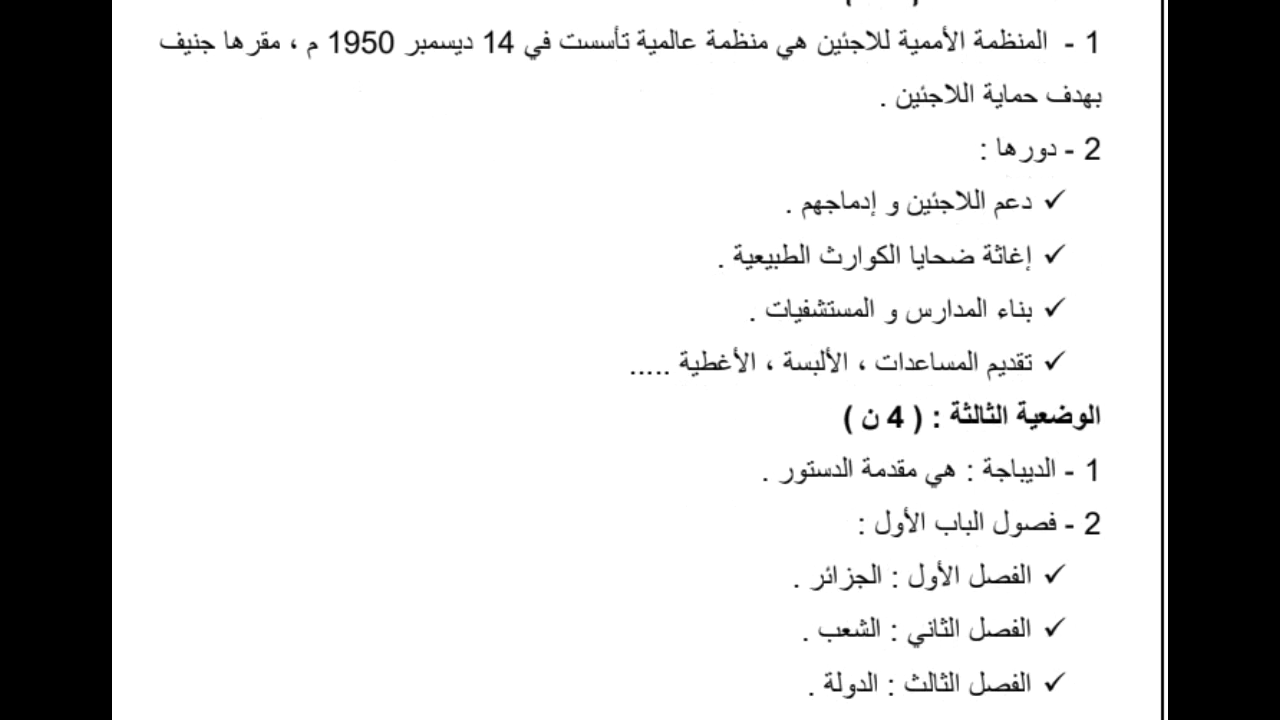 1 - المنظمة الأممية للاجئين هي منظمة عالمية تأسست في 14 ديسمبر 1950 م ، مقرها جنيف
بهدف حماية اللاجئين .
2 - دورها :
✓ دعم اللاجئين و إدماجهم .
✓ إغاثة ضحايا الكوارث الطبيعية .
✓ بناء المدارس و المستشفيات .
✓ تقديم المساعدات ، الألبسة ، الأغطية .....
الوضعية الثالثة : ( 4 ن )
1 - الديباجة : هي مقدمة الدستور .
2 - فصول الباب الأول :
✓ الفصل الأول : الجزائر .
✓ الفصل الثاني : الشعب .
✓ الفصل الثالث : الدولة .